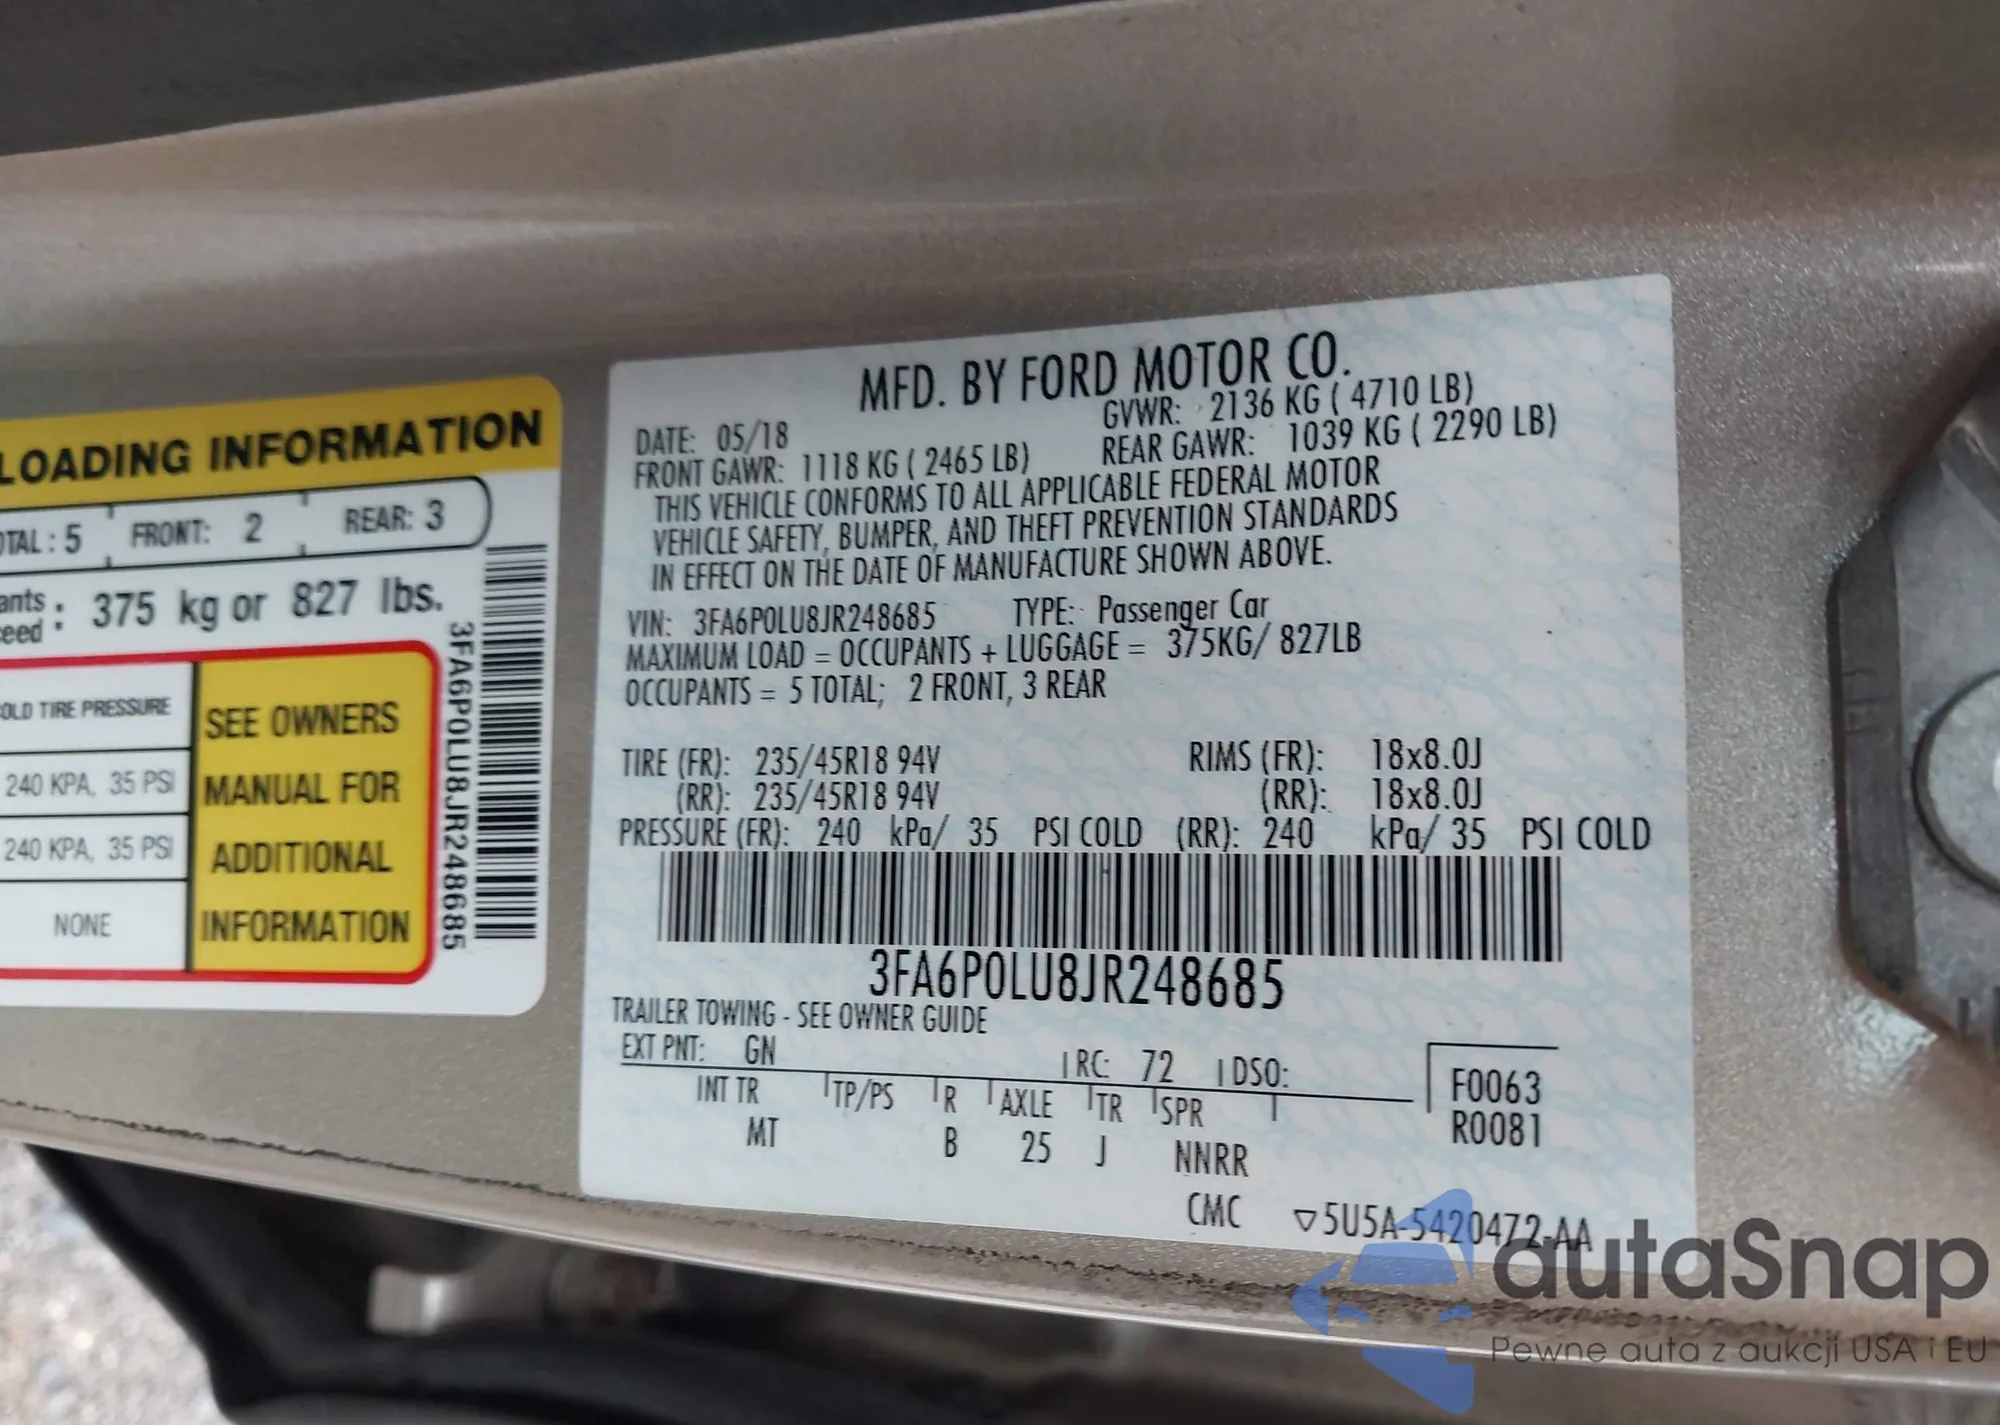 LOADING INFORMATION
TOTAL : 5 FRONT: 2 REAR: 3
375 kg or 827 lbs.
COLD TIRE PRESSURE
240 KPA, 35 PSI
240 KPA, 35 PSI
NONE
SEE OWNERS
MANUAL FOR
ADDITIONAL
INFORMATION
3FA6P0LU8JR248685
MFD. BY FORD MOTOR CO.
DATE: 05/18 GVWR: 2136 KG ( 4710 LB)
FRONT GAWR: 1118 KG ( 2465 LB) REAR GAWR: 1039 KG ( 2290 LB)
THIS VEHICLE CONFORMS TO ALL APPLICABLE FEDERAL MOTOR
VEHICLE SAFETY, BUMPER, AND THEFT PREVENTION STANDARDS
IN EFFECT ON THE DATE OF MANUFACTURE SHOWN ABOVE.
VIN: 3FA6P0LU8JR248685 TYPE: Passenger Car
MAXIMUM LOAD = OCCUPANTS + LUGGAGE = 375KG/ 827LB
OCCUPANTS = 5 TOTAL; 2 FRONT, 3 REAR
TIRE (FR): 235/45R18 94V RIMS (FR): 18x8.0J
(RR): 235/45R18 94V (RR): 18x8.0J
PRESSURE (FR): 240 kPa/ 35 PSI COLD (RR): 240 kPa/ 35 PSI COLD
3FA6P0LU8JR248685
TRAILER TOWING - SEE OWNER GUIDE
EXT PNT: GN RC: 72 DSO: F0063
INT TR TP/PS R AXLE TR SPR R0081
MT B 25 J NNRR
CMC ▽5U5A-5420472-AA
autaSnap
Pewne auta z aukcji USA i EU